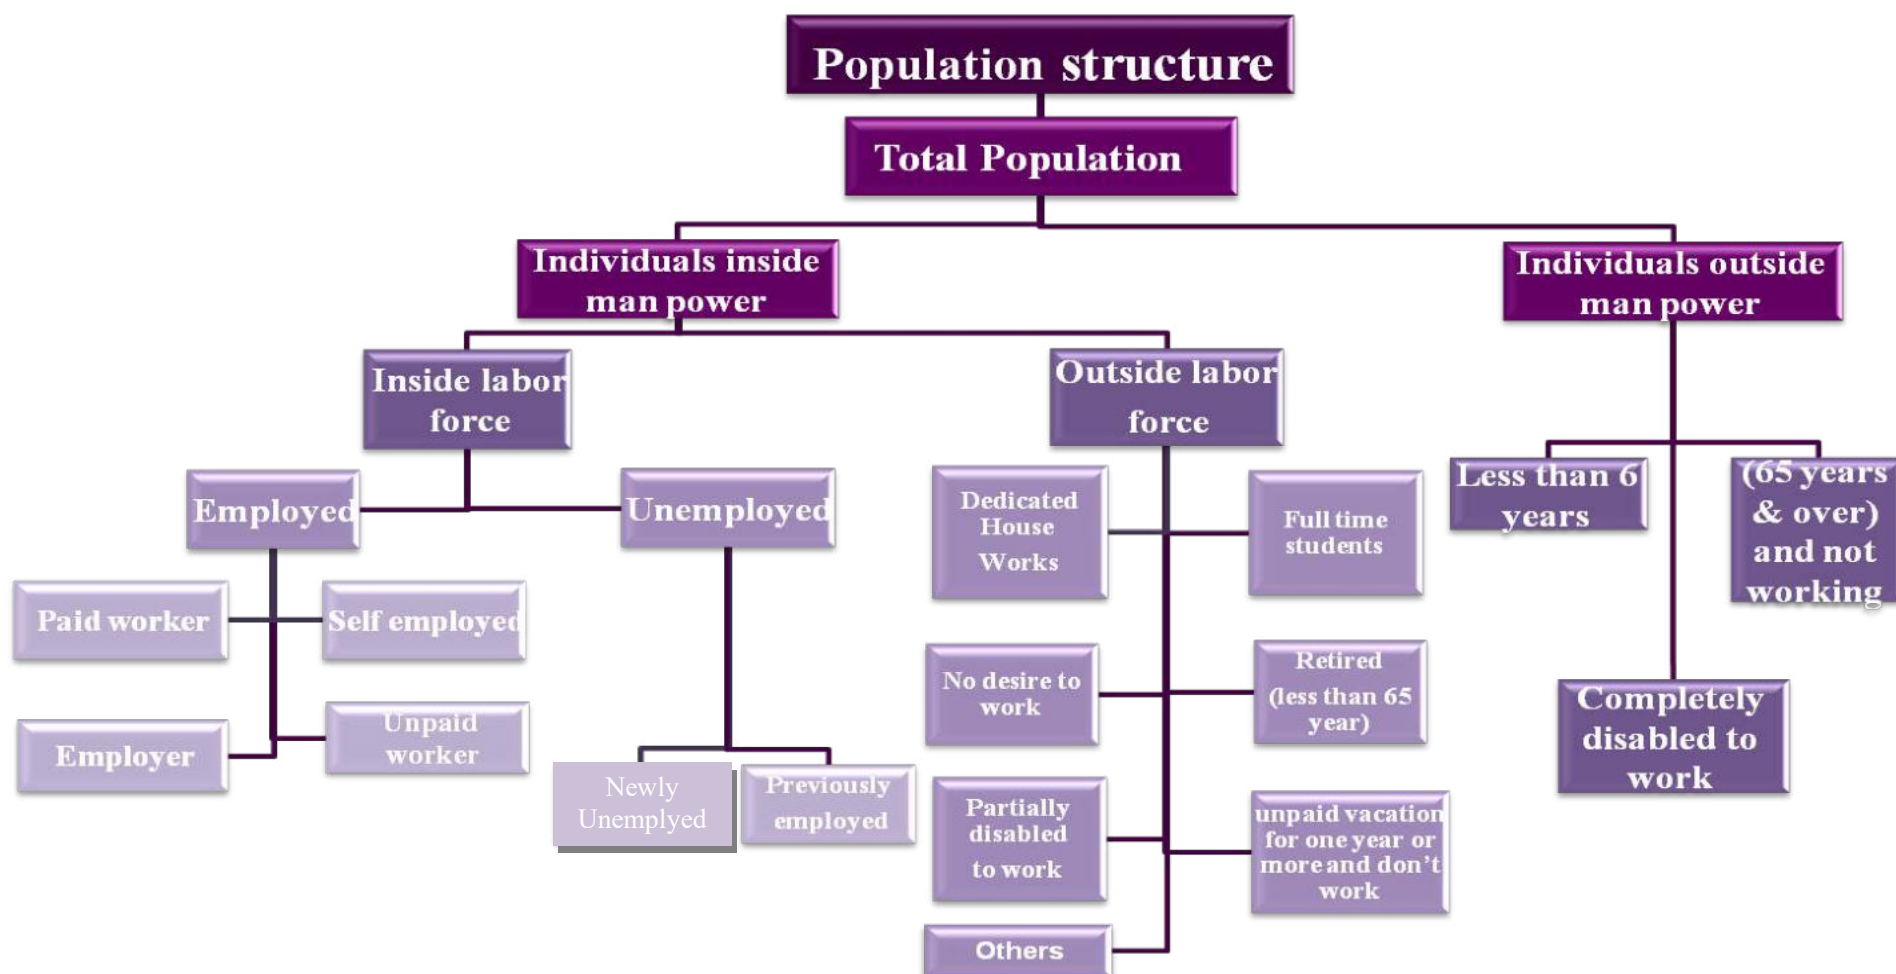 Population structure
Total Population
Individuals inside
man power
Individuals outside
man power
Inside labor
force
Outside labor
force
Less than 6
years
(65 years
& over)
and not
working
Employed
Unemployed
Dedicated
House
Works
Full time
students
Paid worker
Self employed
No desire to
work
Retired
(less than 65
year)
Completely
disabled to
work
Employer
Unpaid
worker
Newly
Unemplyed
Previously
employed
Partially
disabled
to work
unpaid vacation
for one year or
more and don’t
work
Others